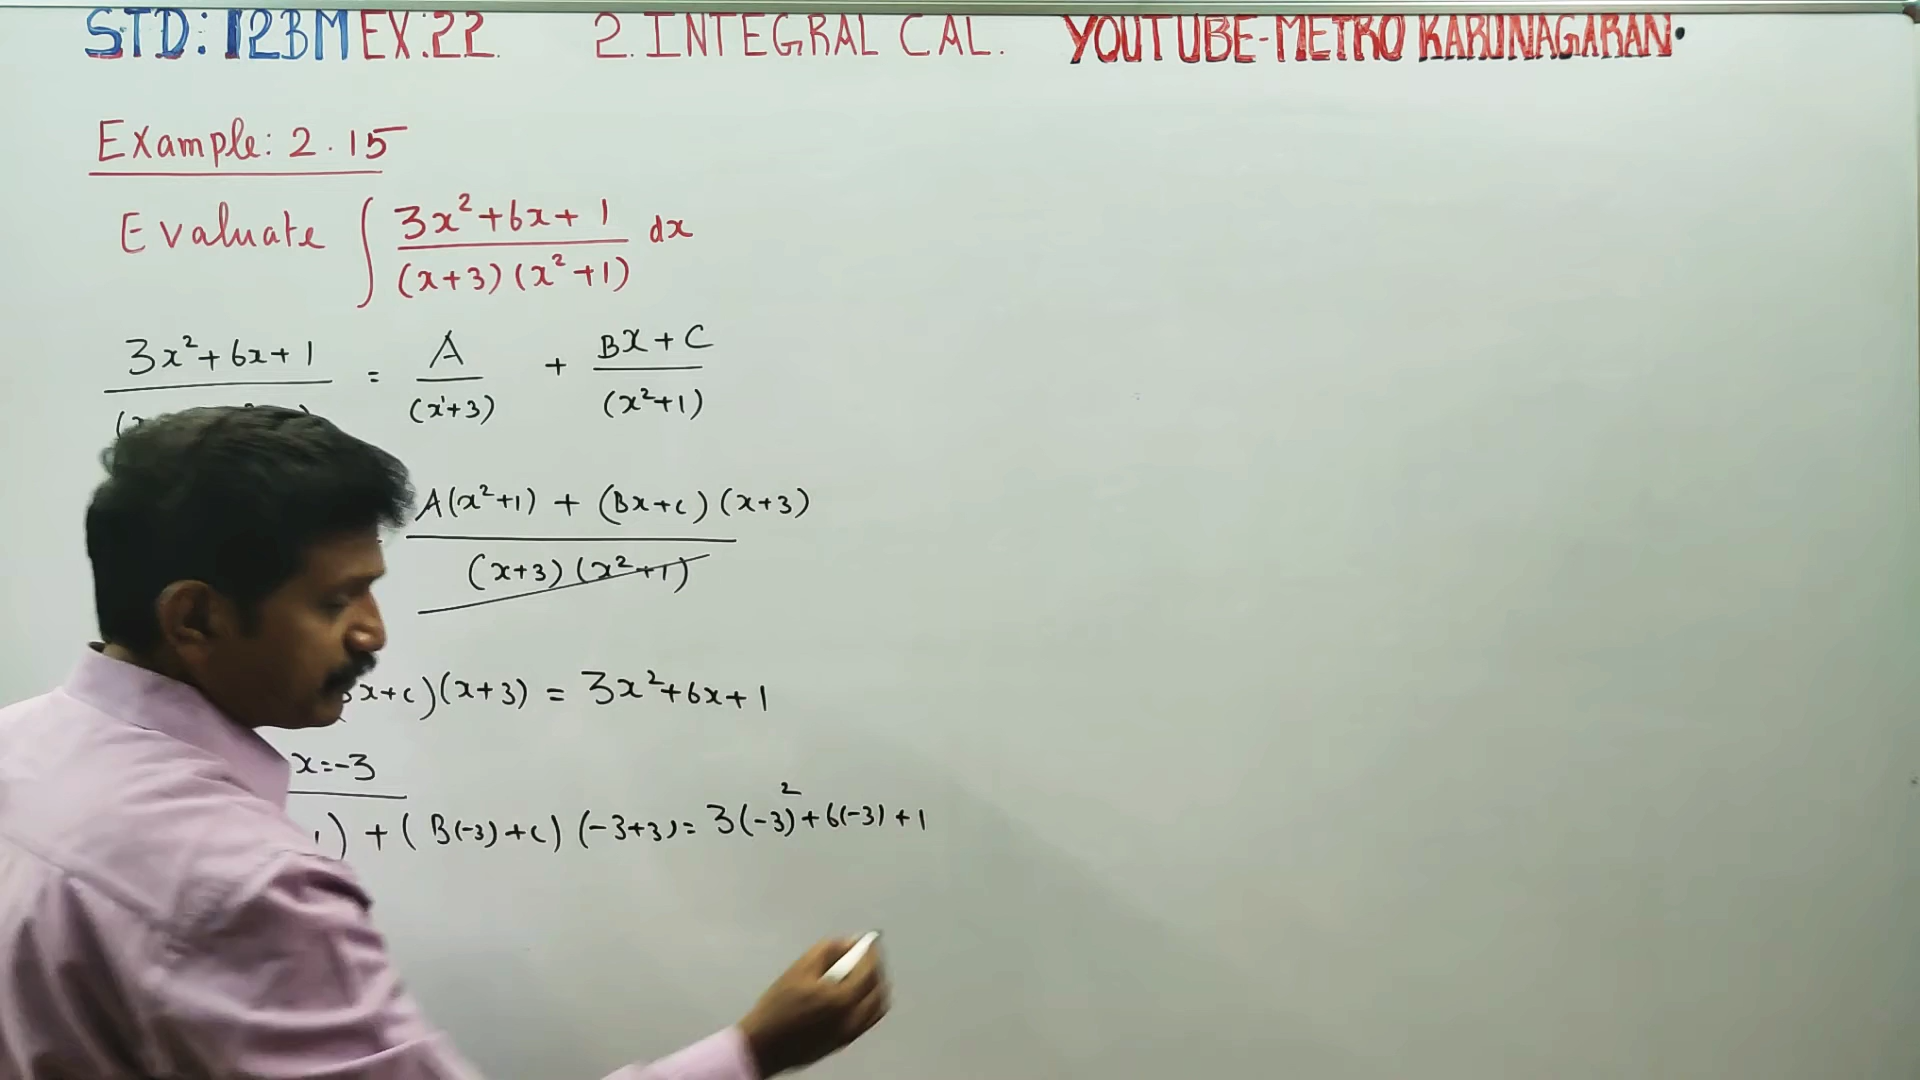 STD: 12BM EX: 2.2. 2. INTEGRAL CAL. YOUTUBE-METRO KARUNAGARAN.
Example: 2.15
Evaluate ∫ (3x²+6x+1)/((x+3)(x²+1)) dx
3x²+6x+1 = A/(x+3) + (Bx+C)/(x²+1)
A(x²+1) + (Bx+C)(x+3)
(x+3)(x²+1)
x+C)(x+3) = 3x²+6x+1
x=-3
) + (B(-3)+C)(-3+3) = 3(-3)²+6(-3)+1